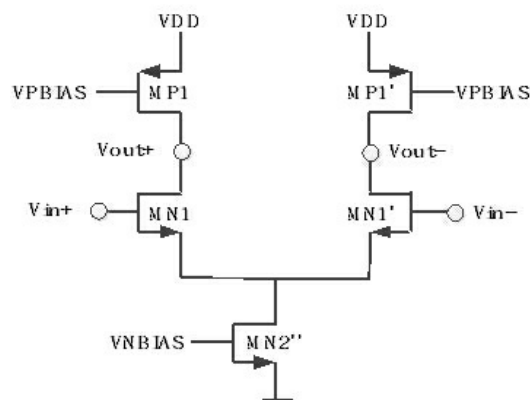 VDD VDD
VPBIAS MP1 MP1' VPBIAS
Vout+ Vout-
Vin+ MN1 MN1' Vin-
VNBIAS MN2"